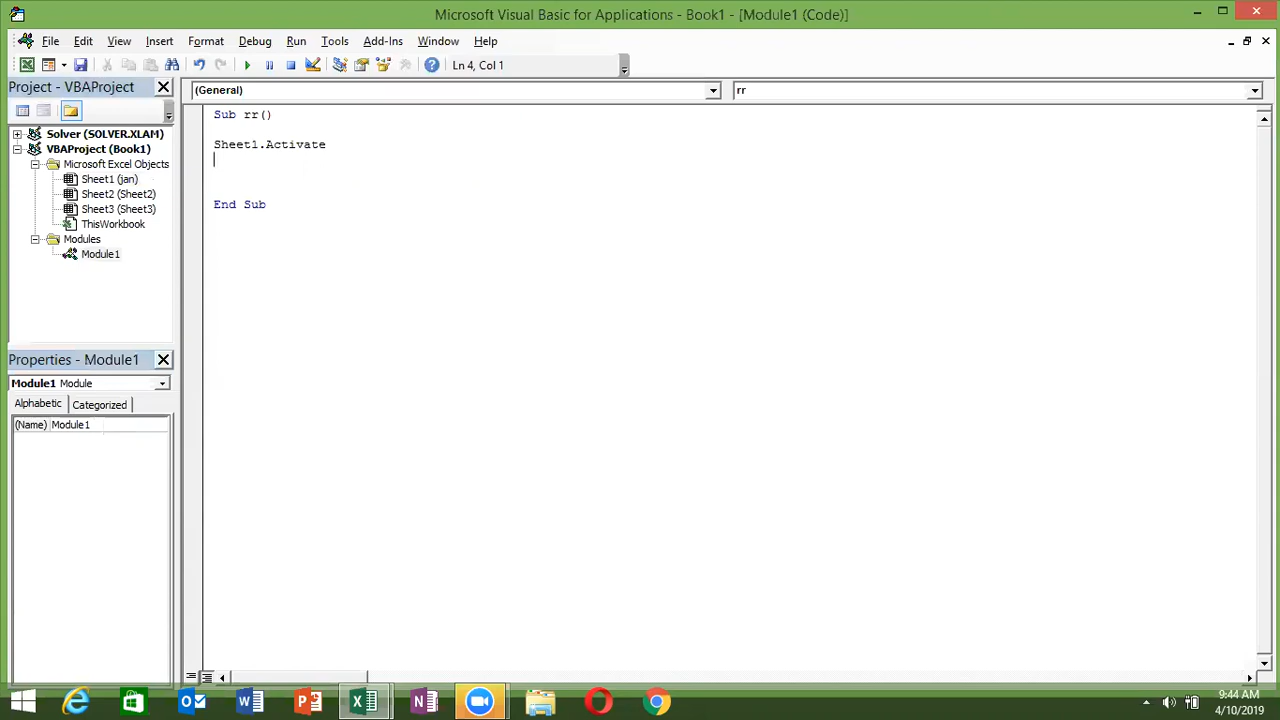 Microsoft Visual Basic for Applications - Book1 - [Module1 (Code)]
File Edit View Insert Format Debug Run Tools Add-Ins Window Help
Ln 4, Col 1
Project - VBAProject
(General)
rr
Solver (SOLVER.XLAM)
VBAProject (Book1)
Microsoft Excel Objects
Sheet1 (jan)
Sheet2 (Sheet2)
Sheet3 (Sheet3)
ThisWorkbook
Modules
Module1
Sub rr()
Sheet1.Activate
End Sub
Properties - Module1
Module1 Module
Alphabetic Categorized
(Name) Module1
9:44 AM
4/10/2019